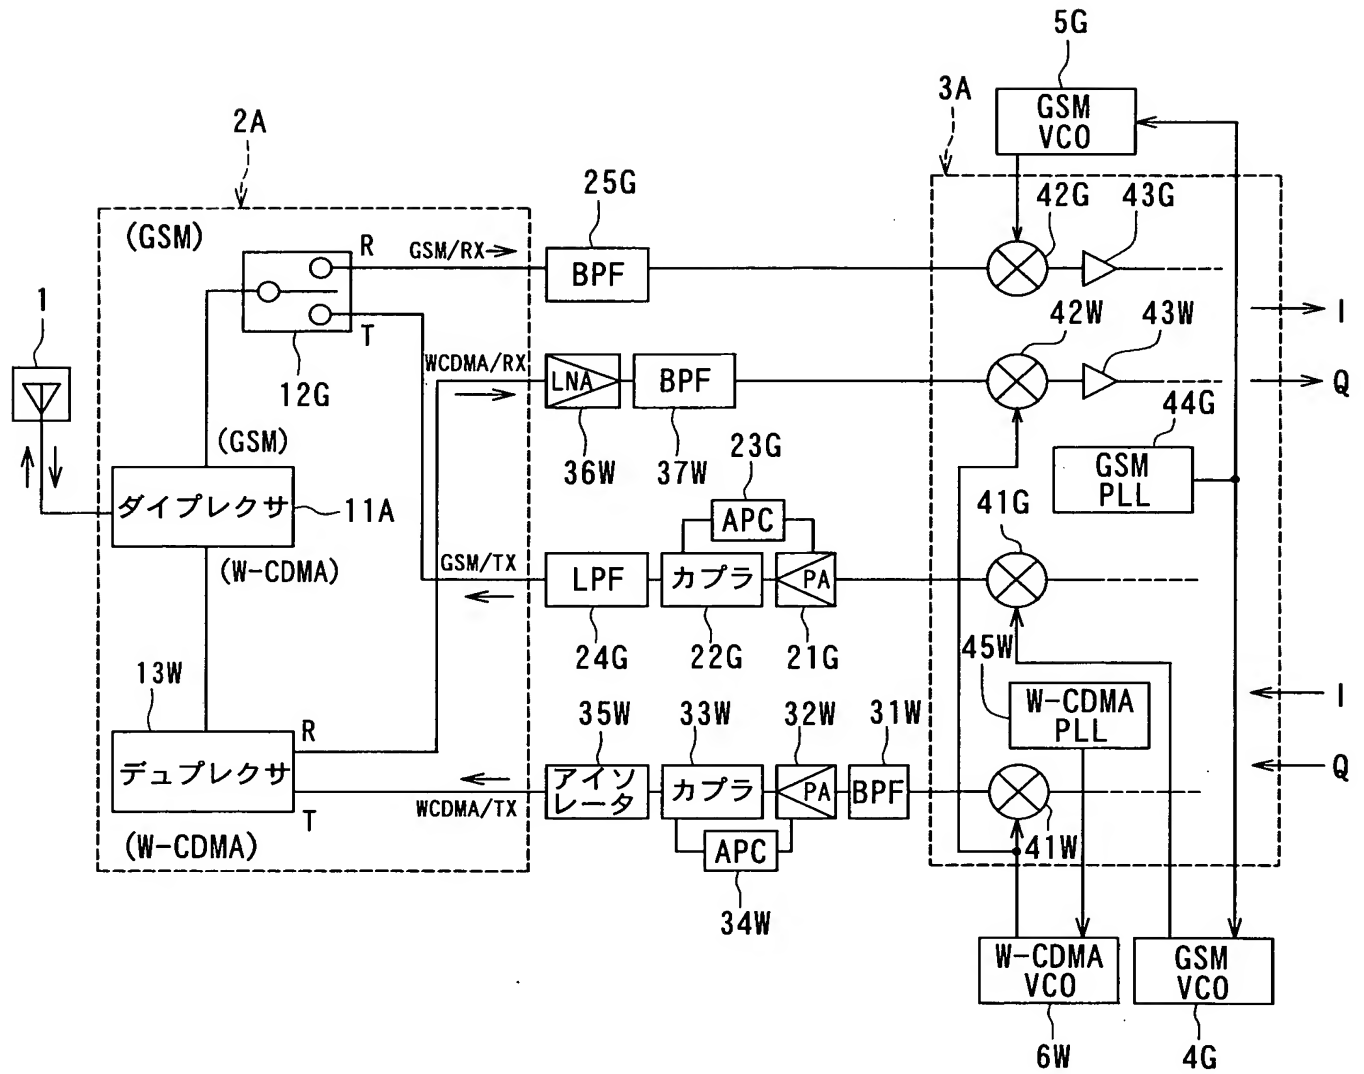 5G
3A
GSM
VCO
2A
25G
42G
43G
(GSM)
R
GSM/RX
BPF
I
1
T
12G
WCDMA/RX
LNA
BPF
42W
43W
Q
(GSM)
36W
37W
23G
44G
GSM
PLL
ダイプレクサ
11A
APC
41G
(W-CDMA)
GSM/TX
LPF
カプラ
PA
24G
22G
21G
45W
13W
W-CDMA
PLL
I
35W
33W
32W
31W
R
デュプレクサ
アイソ
レータ
カプラ
PA
BPF
Q
T
WCDMA/TX
(W-CDMA)
APC
41W
34W
W-CDMA
VCO
GSM
VCO
6W
4G